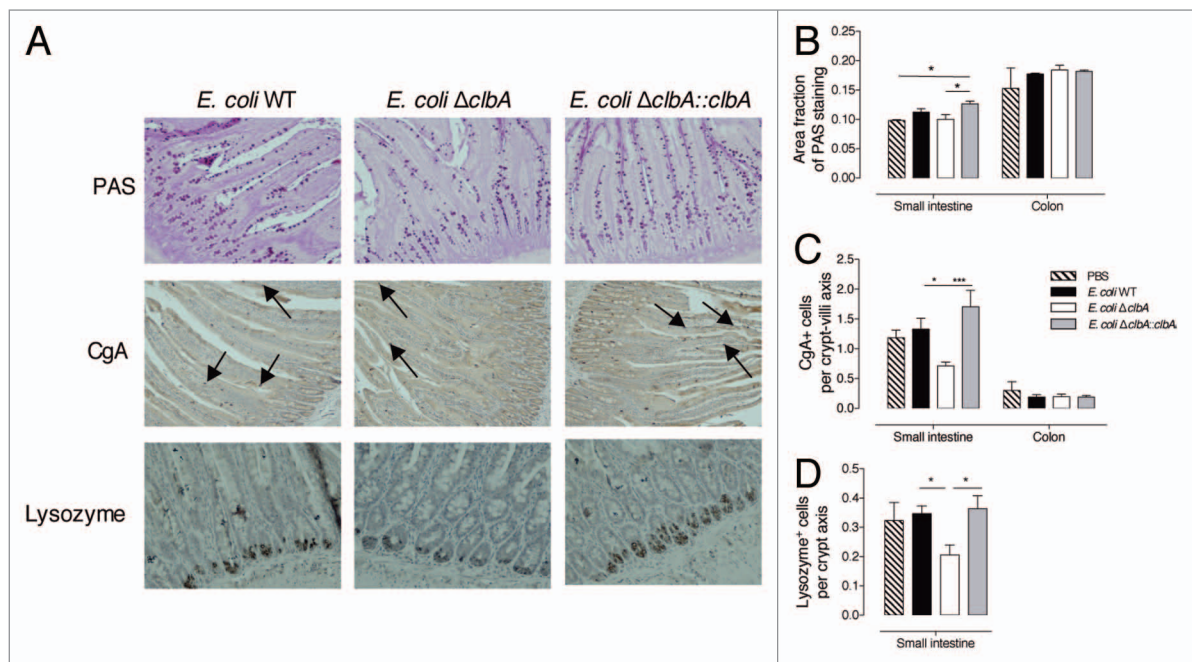 A
E. coli WT
E. coli ΔclbA
E. coli ΔclbA::clbA
PAS
CgA
Lysozyme
B
Area fraction
of PAS staining
0.25
0.20
0.15
0.10
0.05
0.00
*
*
Small intestine
Colon
C
CgA+ cells
per crypt-villi axis
2.5
2.0
1.5
1.0
0.5
0.0
*
***
PBS
E. coli WT
E. coli ΔclbA
E. coli ΔclbA::clbA
Small intestine
Colon
D
Lysozyme+ cells
per crypt axis
0.5
0.4
0.3
0.2
0.1
0.0
*
*
Small intestine